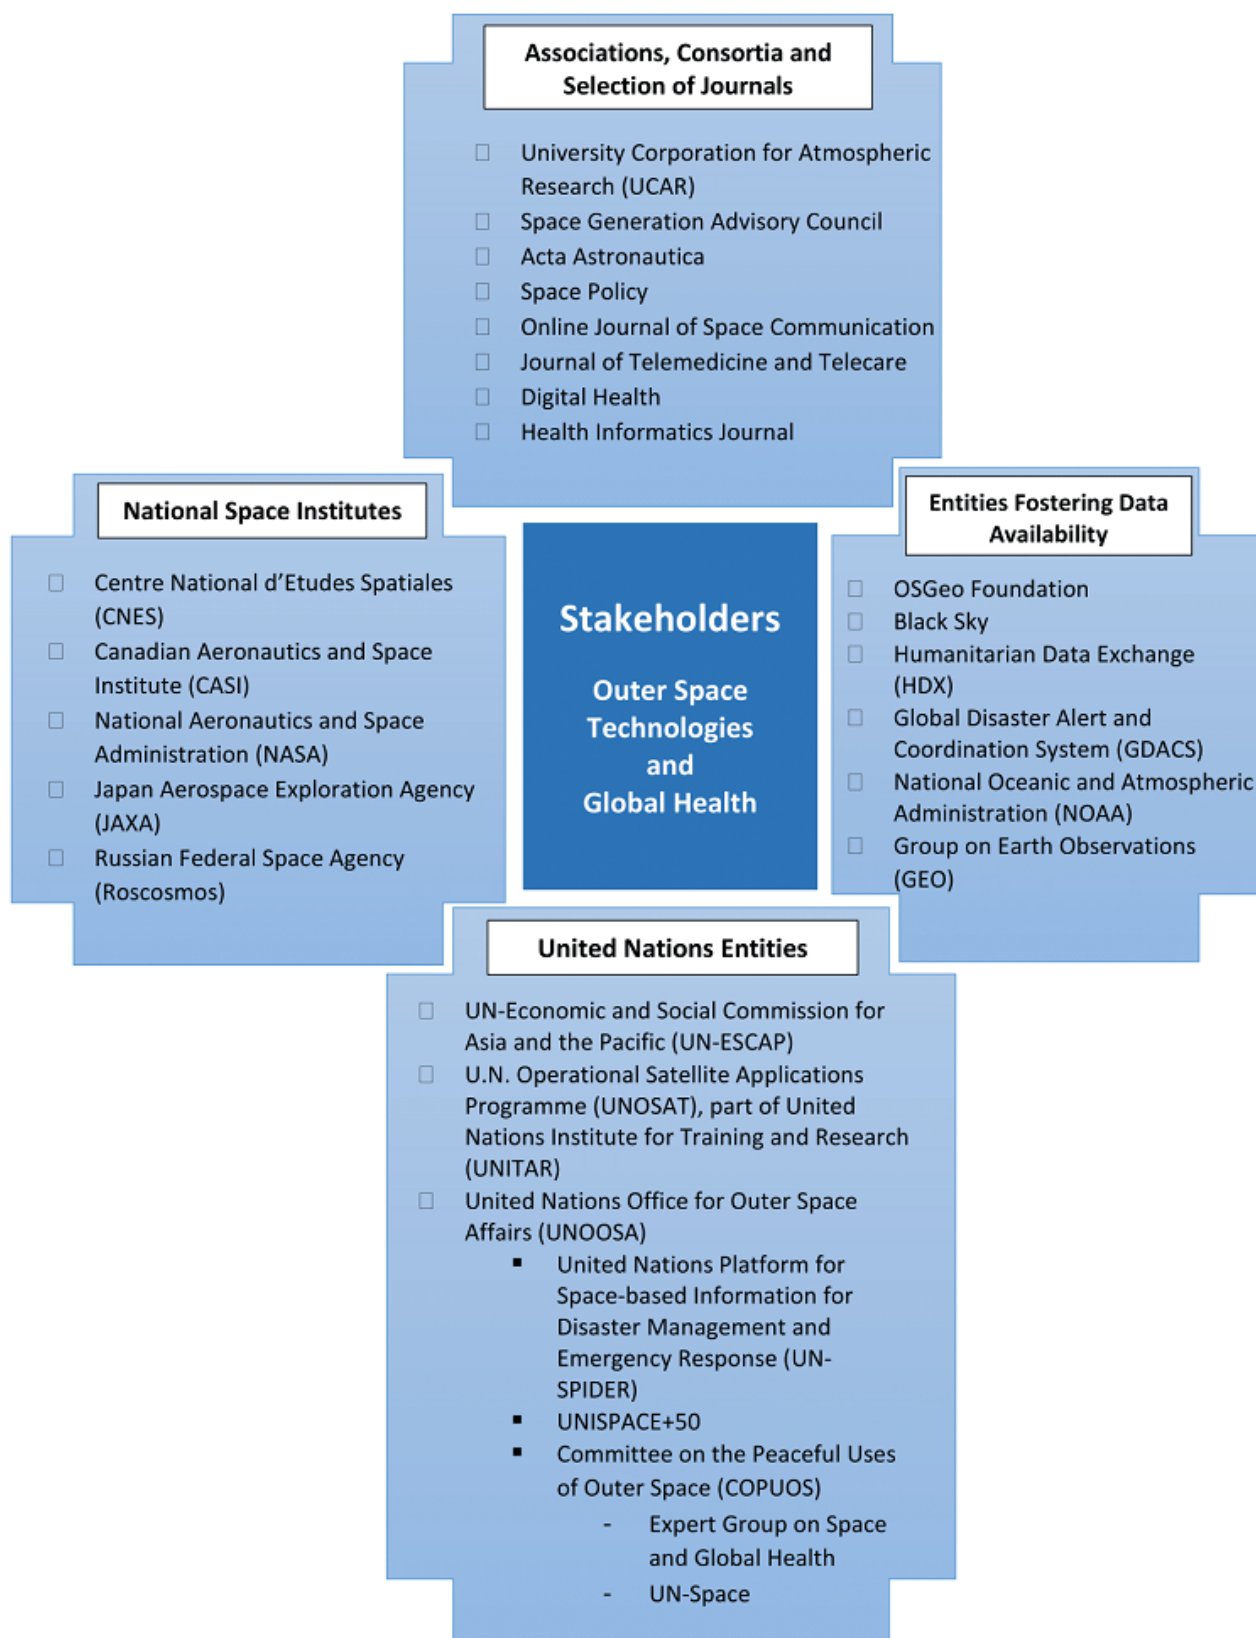 Associations, Consortia and
Selection of Journals
University Corporation for Atmospheric
Research (UCAR)
Space Generation Advisory Council
Acta Astronautica
Space Policy
Online Journal of Space Communication
Journal of Telemedicine and Telecare
Digital Health
Health Informatics Journal
National Space Institutes
Centre National d’Etudes Spatiales
(CNES)
Canadian Aeronautics and Space
Institute (CASI)
National Aeronautics and Space
Administration (NASA)
Japan Aerospace Exploration Agency
(JAXA)
Russian Federal Space Agency
(Roscosmos)
Stakeholders
Outer Space
Technologies
and
Global Health
Entities Fostering Data
Availability
OSGeo Foundation
Black Sky
Humanitarian Data Exchange
(HDX)
Global Disaster Alert and
Coordination System (GDACS)
National Oceanic and Atmospheric
Administration (NOAA)
Group on Earth Observations
(GEO)
United Nations Entities
UN-Economic and Social Commission for
Asia and the Pacific (UN-ESCAP)
U.N. Operational Satellite Applications
Programme (UNOSAT), part of United
Nations Institute for Training and Research
(UNITAR)
United Nations Office for Outer Space
Affairs (UNOOSA)
▪ United Nations Platform for
Space-based Information for
Disaster Management and
Emergency Response (UN-
SPIDER)
▪ UNISPACE+50
▪ Committee on the Peaceful Uses
of Outer Space (COPUOS)
- Expert Group on Space
and Global Health
- UN-Space